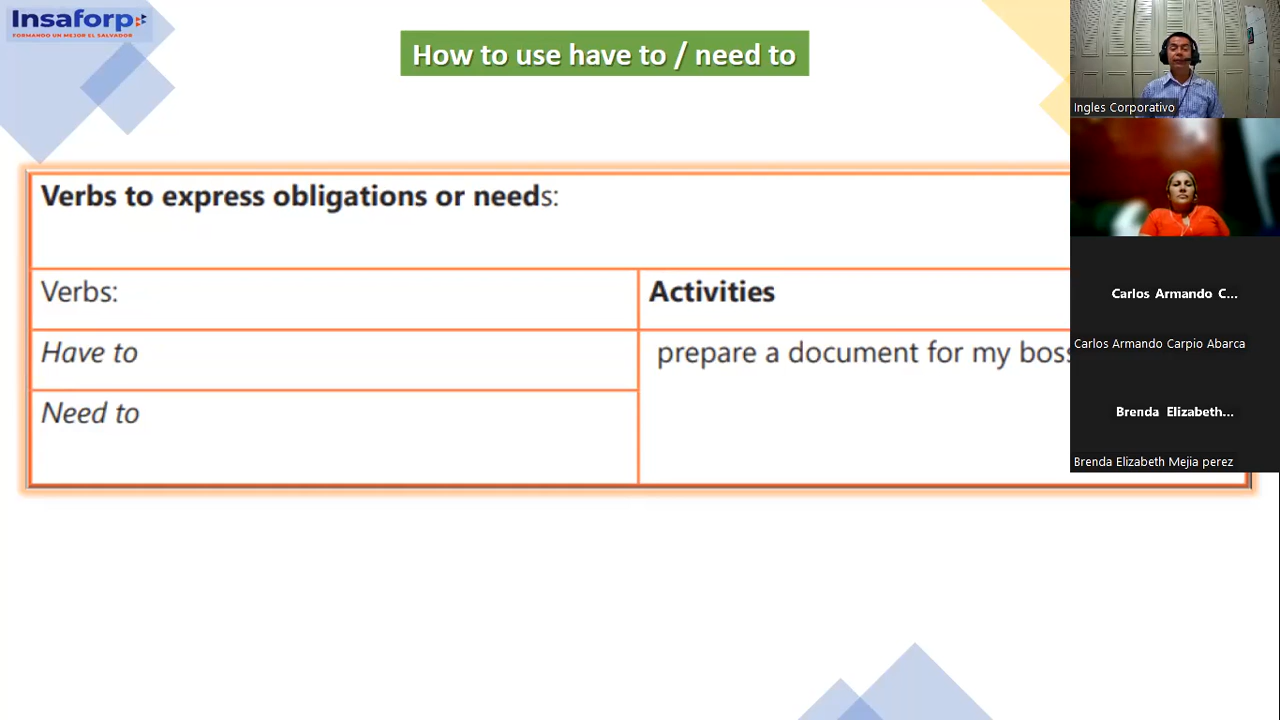 Insaforp
FORMANDO UN MEJOR EL SALVADOR
How to use have to / need to
Verbs to express obligations or needs:
Verbs:
Activities
Have to
prepare a document for my boss
Need to
Ingles Corporativo
Carlos Armando C...
Carlos Armando Carpio Abarca
Brenda Elizabeth...
Brenda Elizabeth Mejia perez